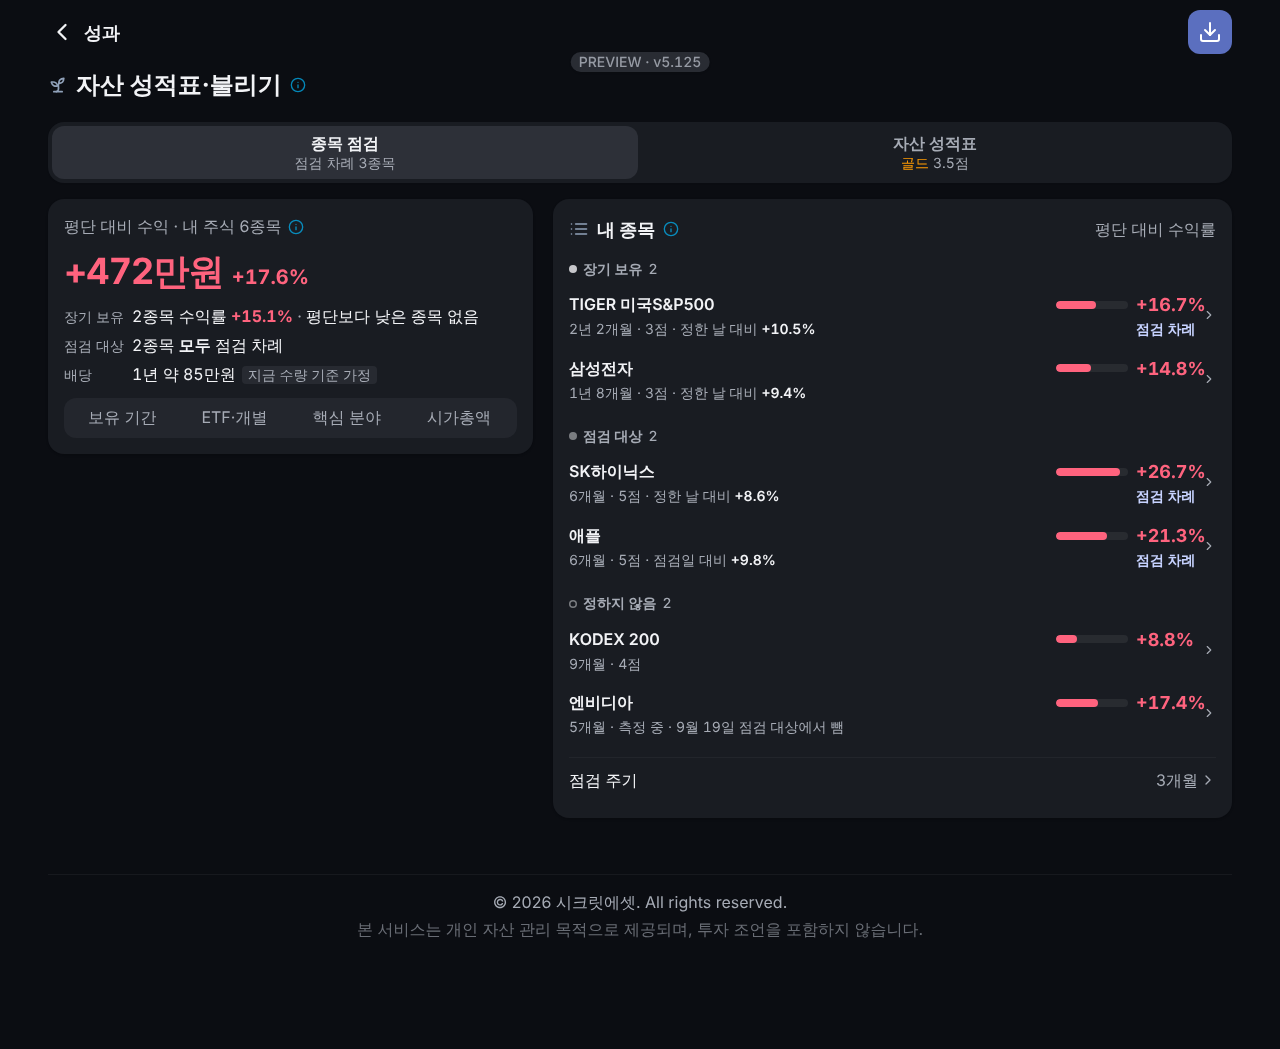 성과
PREVIEW · v5.125
자산 성적표·불리기
종목 점검
점검 차례 3종목
자산 성적표
골드 3.5점
평단 대비 수익 · 내 주식 6종목
+472만원 +17.6%
장기 보유 2종목 수익률 +15.1% · 평단보다 낮은 종목 없음
점검 대상 2종목 모두 점검 차례
배당 1년 약 85만원 지금 수량 기준 가정
보유 기간 ETF·개별 핵심 분야 시가총액
내 종목 평단 대비 수익률
장기 보유 2
TIGER 미국S&P500 +16.7%
2년 2개월 · 3점 · 정한 날 대비 +10.5% 점검 차례
삼성전자 +14.8%
1년 8개월 · 3점 · 정한 날 대비 +9.4%
점검 대상 2
SK하이닉스 +26.7%
6개월 · 5점 · 정한 날 대비 +8.6% 점검 차례
애플 +21.3%
6개월 · 5점 · 점검일 대비 +9.8% 점검 차례
정하지 않음 2
KODEX 200 +8.8%
9개월 · 4점
엔비디아 +17.4%
5개월 · 측정 중 · 9월 19일 점검 대상에서 뺌
점검 주기 3개월
© 2026 시크릿에셋. All rights reserved.
본 서비스는 개인 자산 관리 목적으로 제공되며, 투자 조언을 포함하지 않습니다.